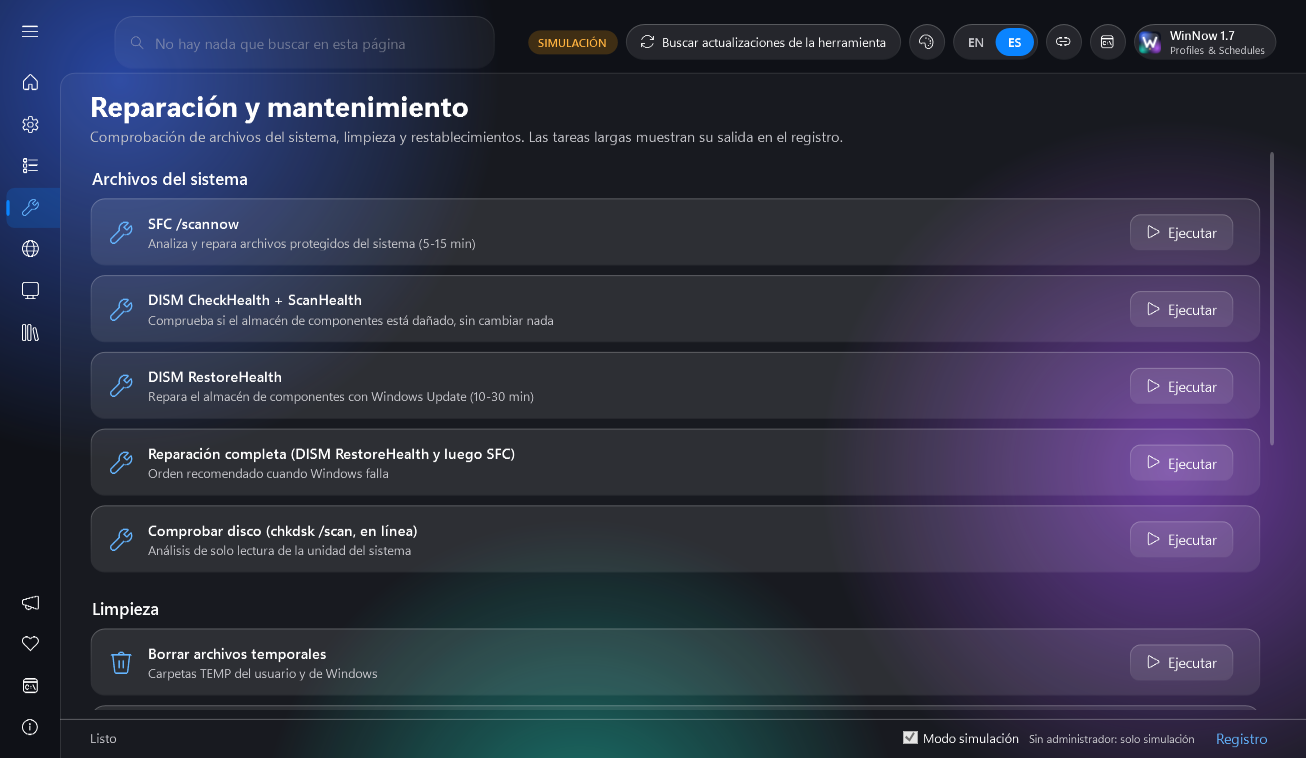 No hay nada que buscar en esta página
SIMULACIÓN
Buscar actualizaciones de la herramienta
EN
ES
WinNow 1.7
Profiles & Schedules
Reparación y mantenimiento
Comprobación de archivos del sistema, limpieza y restablecimientos. Las tareas largas muestran su salida en el registro.
Archivos del sistema
SFC /scannow
Analiza y repara archivos protegidos del sistema (5-15 min)
Ejecutar
DISM CheckHealth + ScanHealth
Comprueba si el almacén de componentes está dañado, sin cambiar nada
Ejecutar
DISM RestoreHealth
Repara el almacén de componentes con Windows Update (10-30 min)
Ejecutar
Reparación completa (DISM RestoreHealth y luego SFC)
Orden recomendado cuando Windows falla
Ejecutar
Comprobar disco (chkdsk /scan, en línea)
Análisis de solo lectura de la unidad del sistema
Ejecutar
Limpieza
Borrar archivos temporales
Carpetas TEMP del usuario y de Windows
Ejecutar
Listo
Modo simulación
Sin administrador: solo simulación
Registro